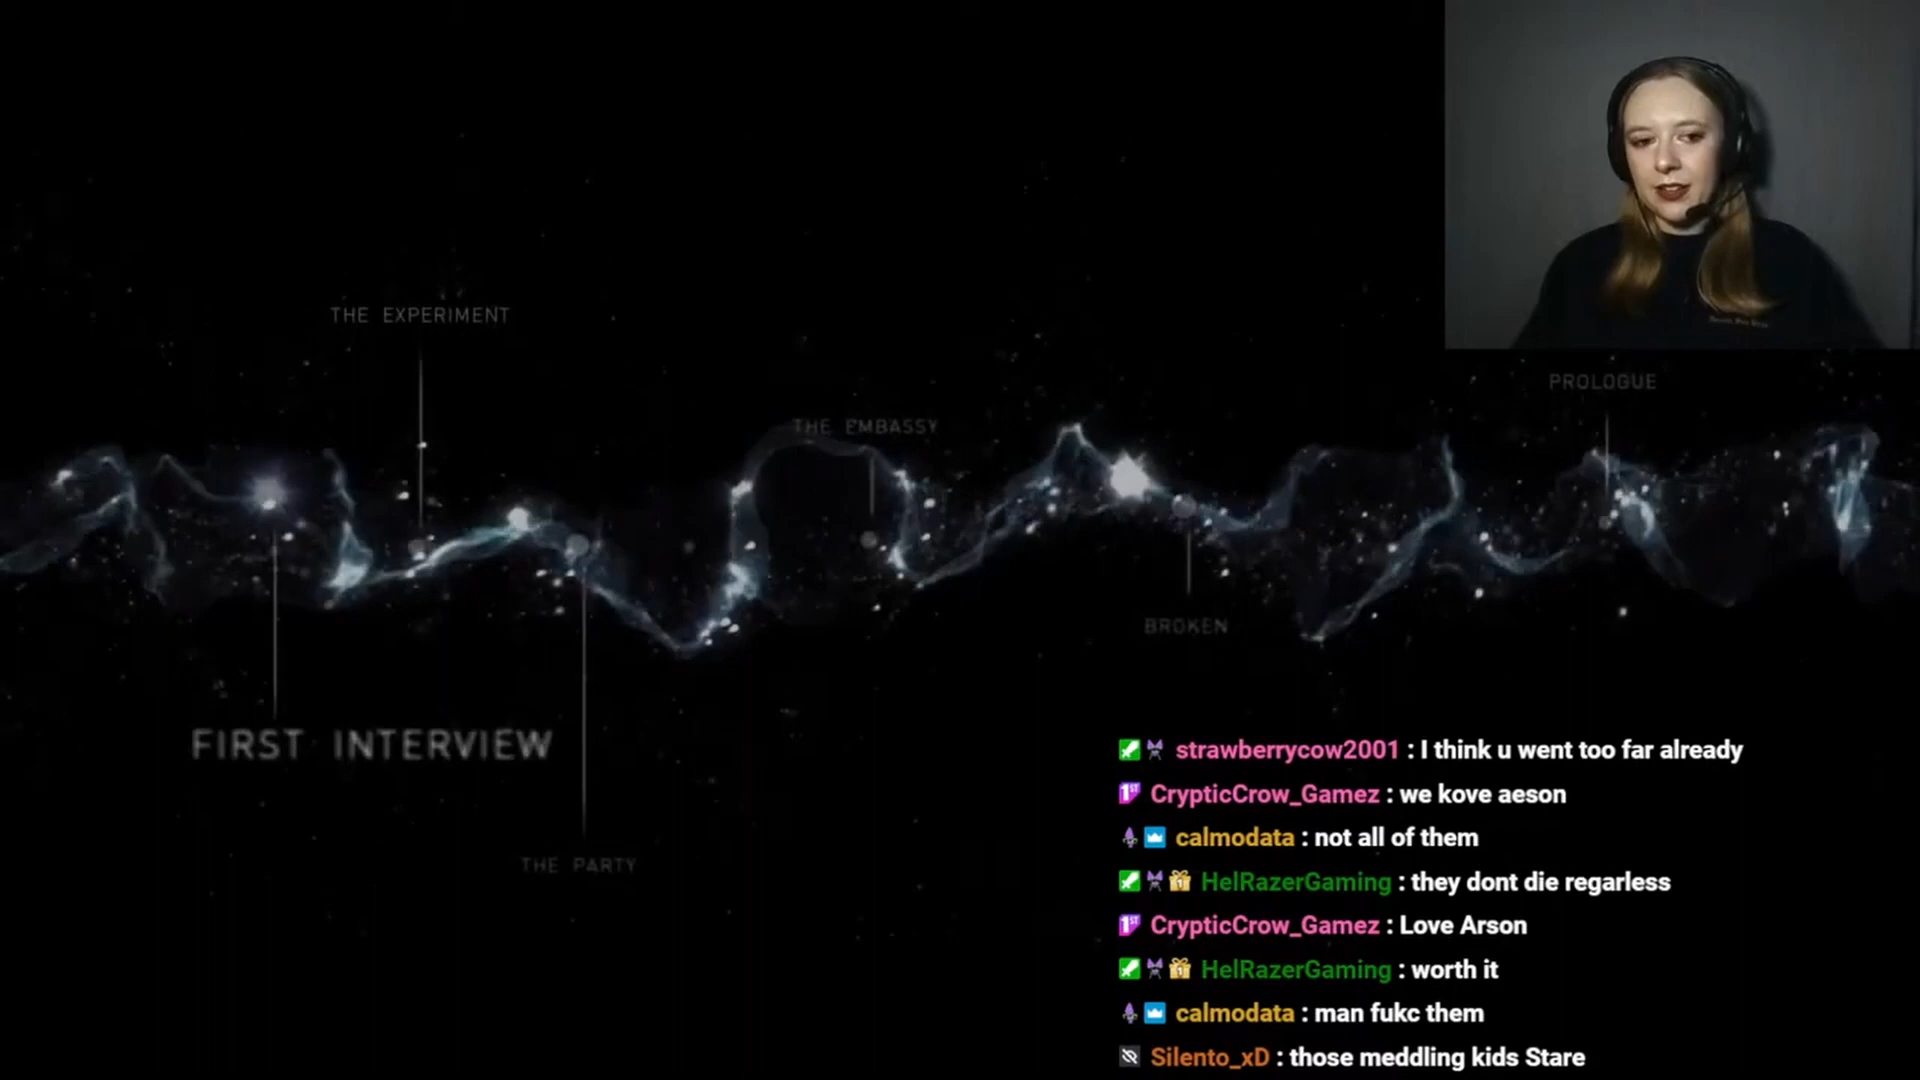 THE EXPERIMENT
PROLOGUE
THE EMBASSY
BROKEN
FIRST INTERVIEW
THE PARTY
strawberrycow2001 : I think u went too far already
CrypticCrow_Gamez : we kove aeson
calmodata : not all of them
HelRazerGaming : they dont die regarless
CrypticCrow_Gamez : Love Arson
HelRazerGaming : worth it
calmodata : man fukc them
Silento_xD : those meddling kids Stare